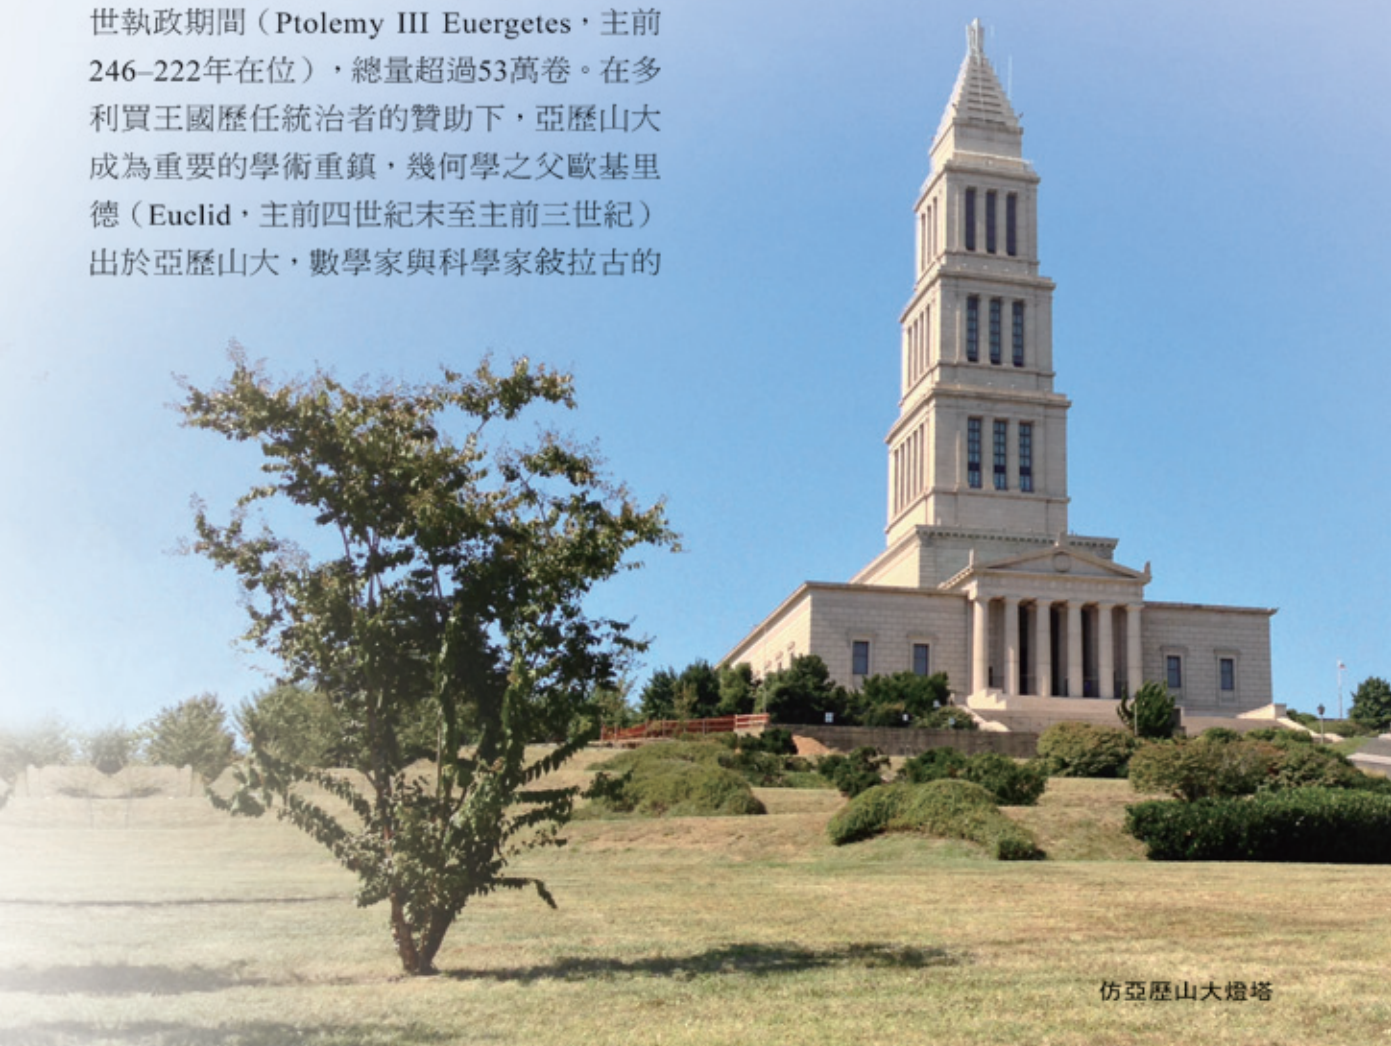 世執政期間（Ptolemy III Euergetes，主前
246–222年在位），總量超過53萬卷。在多
利買王國歷任統治者的贊助下，亞歷山大
成為重要的學術重鎮，幾何學之父歐基里
德（Euclid，主前四世紀末至主前三世紀）
出於亞歷山大，數學家與科學家敍拉古的
仿亞歷山大燈塔